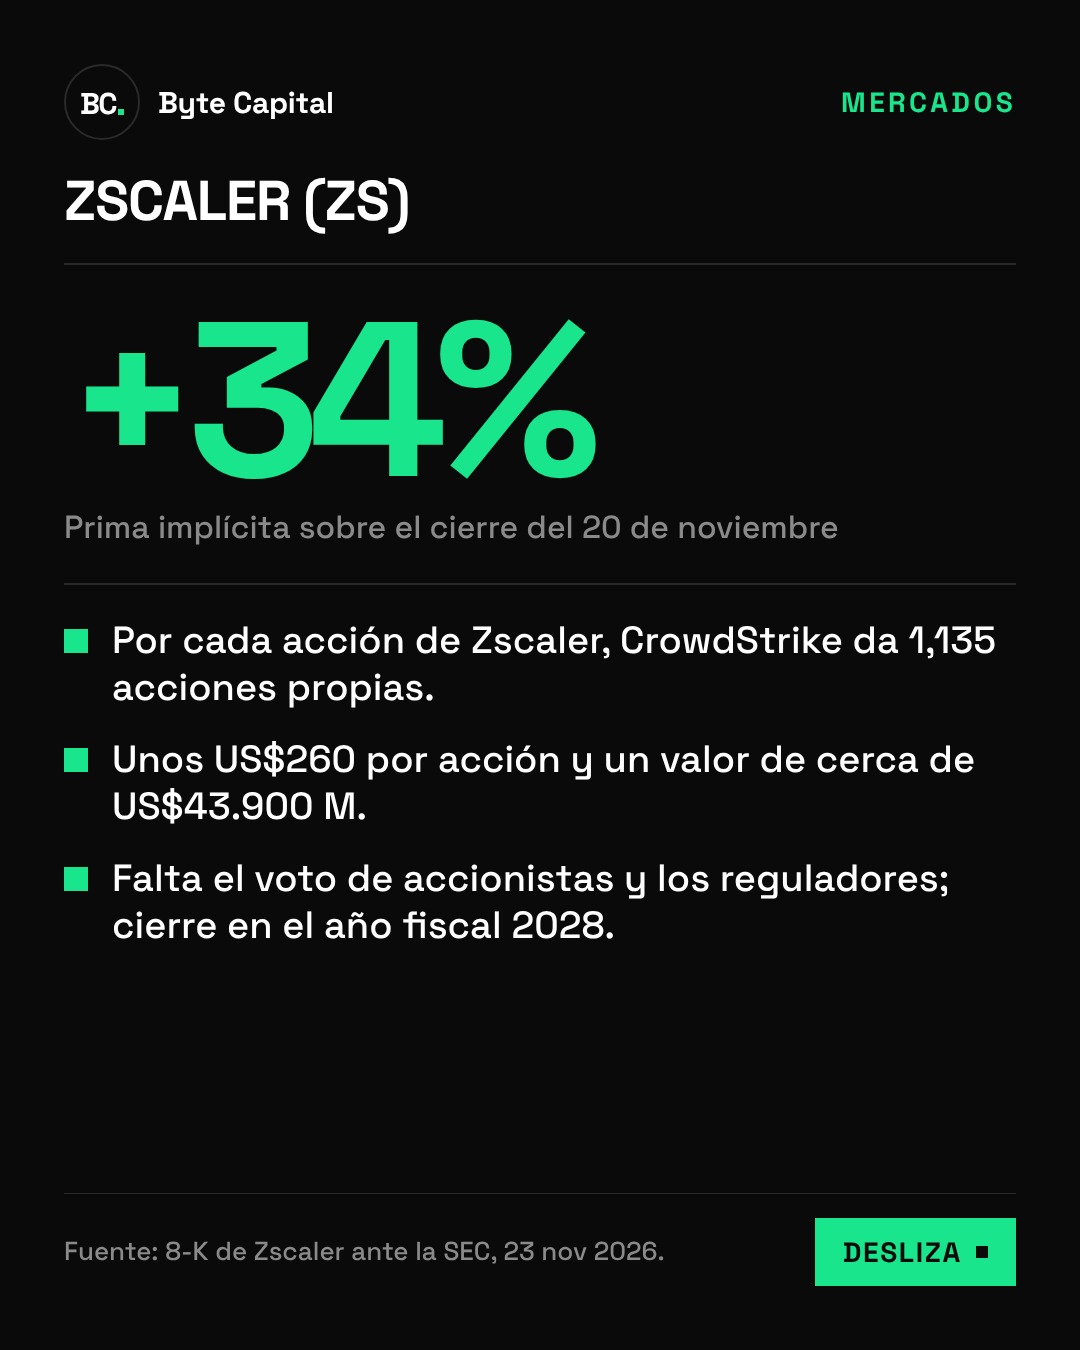 BC.
Byte Capital
MERCADOS
ZSCALER (ZS)
+34%
Prima implícita sobre el cierre del 20 de noviembre
Por cada acción de Zscaler, CrowdStrike da 1,135
acciones propias.
Unos US$260 por acción y un valor de cerca de
US$43.900 M.
Falta el voto de accionistas y los reguladores;
cierre en el año fiscal 2028.
Fuente: 8-K de Zscaler ante la SEC, 23 nov 2026.
DESLIZA